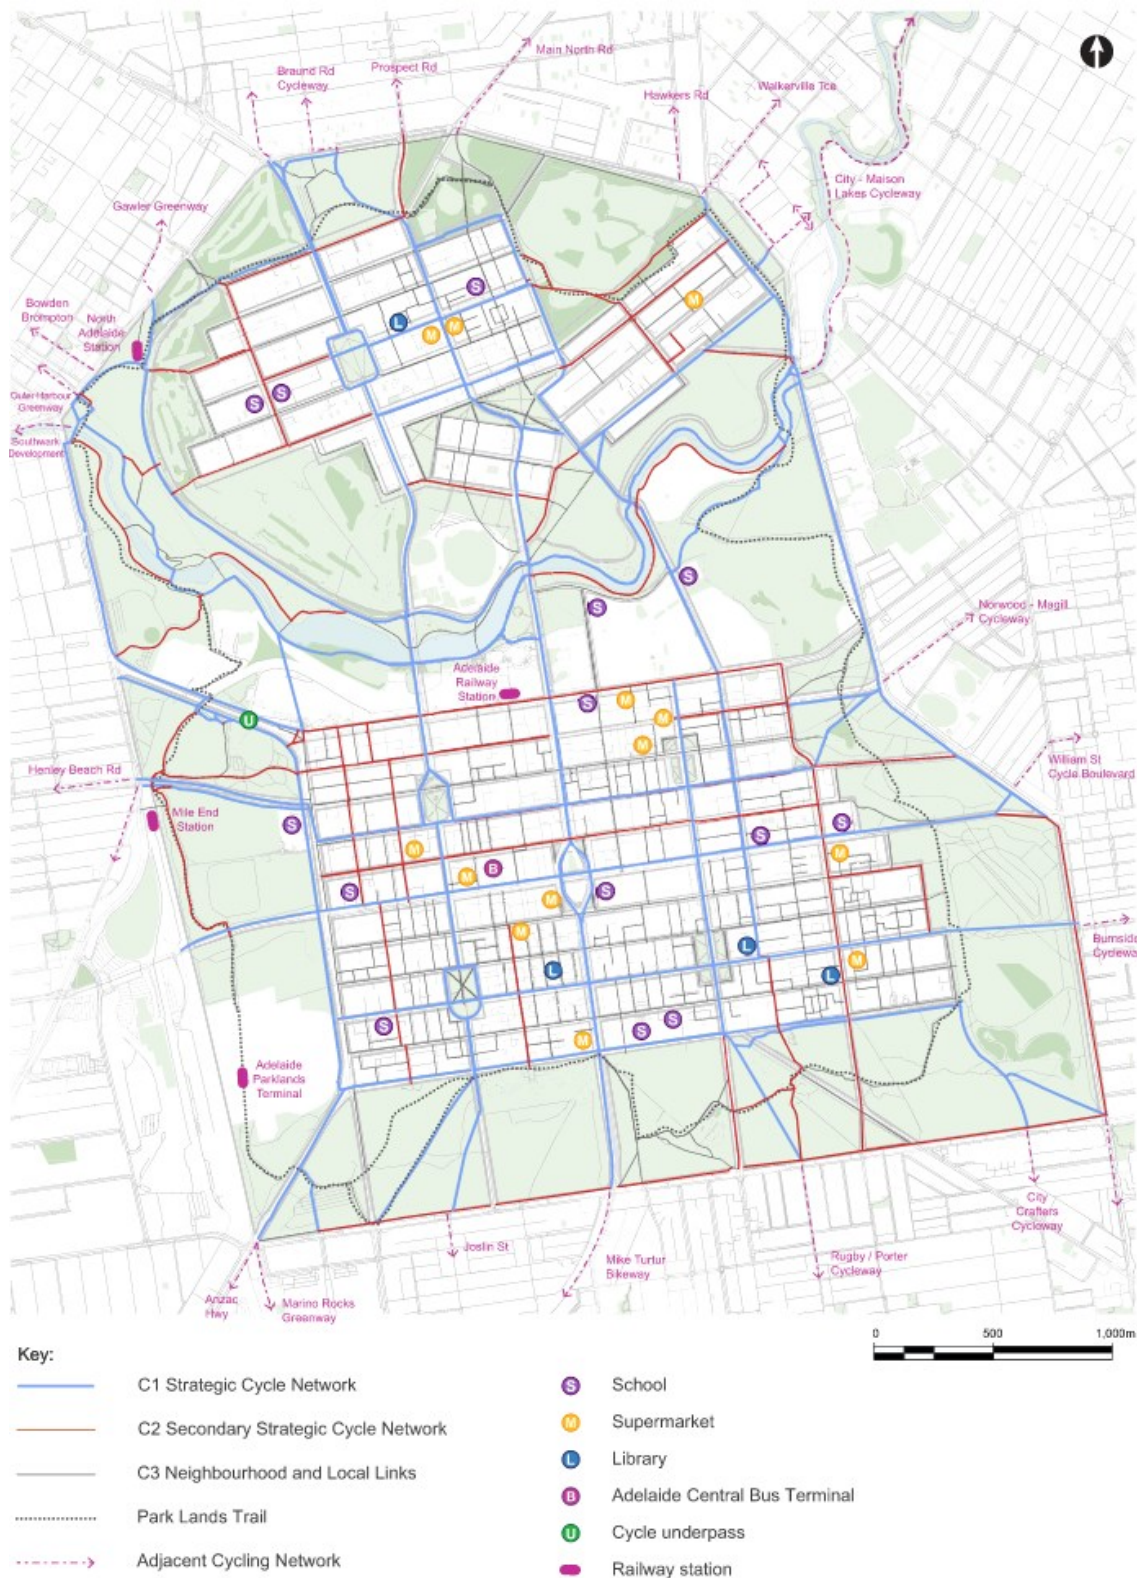 Main North Rd
Braund Rd
Cycleway
Prospect Rd
Hawkers Rd
Walkerville Tce
City - Maison
Lakes Cycleway
Gawler Greenway
Bowden
Brompton
North
Adelaide
Station
Outer Harbour
Greenway
Southwark
Development
L
S
M
M
M
S
S
S
S
Norwood - Magill
Cycleway
Adelaide
Railway
Station
S
M
M
M
U
Henley Beach Rd
William St
Cycle Boulevard
Mile End
Station
S
M
S
S
M
B
M
S
M
S
M
M
L
L
L
M
Burnside
Cycleway
S
M
S
S
Adelaide
Parklands
Terminal
Joslin St
Mike Turtur
Bikeway
Rugby / Porter
Cycleway
City
Crafters
Cycleway
Anzac
Hwy
Marino Rocks
Greenway
0 500 1,000m
Key:
C1 Strategic Cycle Network
C2 Secondary Strategic Cycle Network
C3 Neighbourhood and Local Links
Park Lands Trail
Adjacent Cycling Network
S School
M Supermarket
L Library
B Adelaide Central Bus Terminal
U Cycle underpass
Railway station